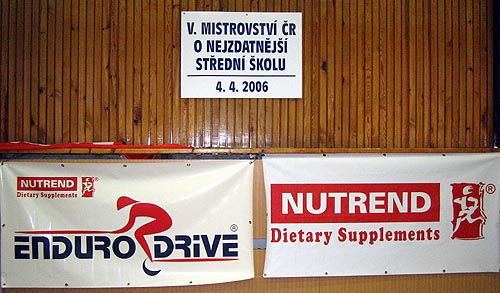 V. MISTROVSTVÍ ČR
O NEJZDATNĚJŠÍ
STŘEDNÍ ŠKOLU
4. 4. 2006
NUTREND ®
Dietary Supplements
ENDURO DRIVE ®
NUTREND ®
Dietary Supplements